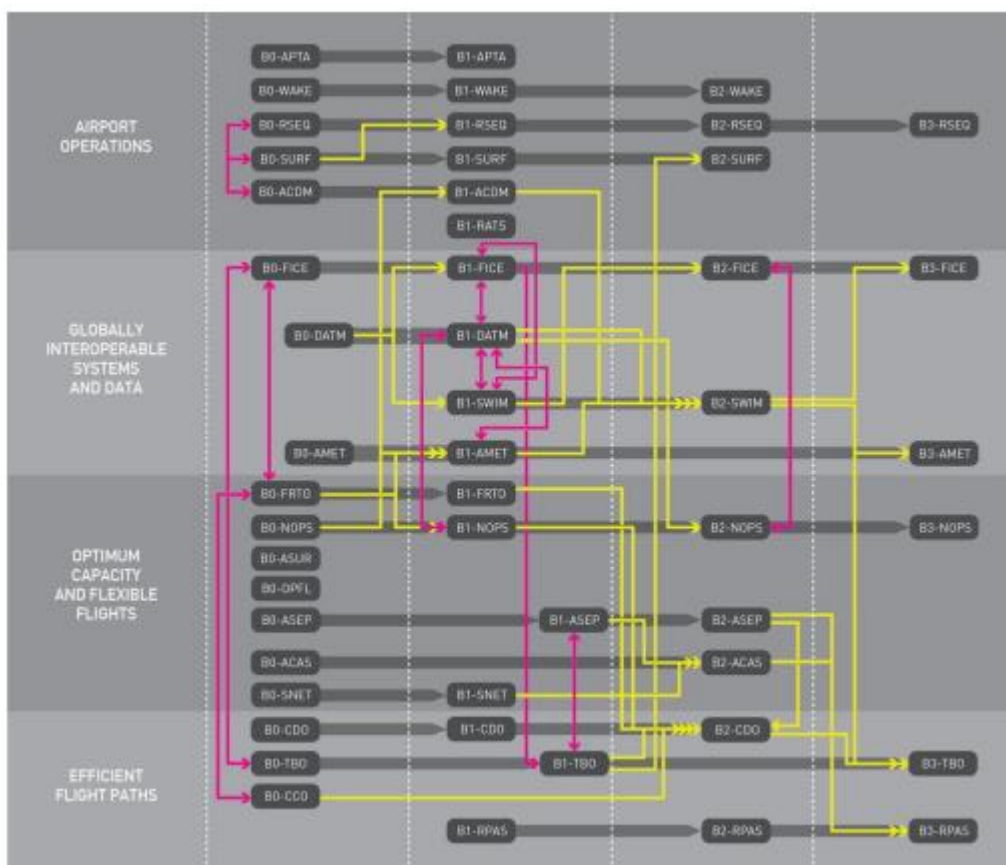 AIRPORT
OPERATIONS
B0-APTA B1-APTA
B0-WAKE B1-WAKE B2-WAKE
B0-RSEQ B1-RSEQ B2-RSEQ B3-RSEQ
B0-SURF B1-SURF B2-SURF
B0-ACDM B1-ACDM
B1-RATS
GLOBALLY
INTEROPERABLE
SYSTEMS
AND DATA
B0-FICE B1-FICE B2-FICE B3-FICE
B0-DATM B1-DATM
B1-SWIM B2-SWIM
B0-AMET B1-AMET B3-AMET
OPTIMUM
CAPACITY
AND FLEXIBLE
FLIGHTS
B0-FRTO B1-FRTO
B0-NOPS B1-NOPS B2-NOPS B3-NOPS
B0-ASUR
B0-OPFL
B0-ASEP B1-ASEP B2-ASEP
B0-ACAS B2-ACAS
B0-SNET B1-SNET
EFFICIENT
FLIGHT PATHS
B0-CDO B1-CDO B2-CDO
B0-TBO B1-TBO B3-TBO
B0-CCO
B1-RPAS B2-RPAS B3-RPAS